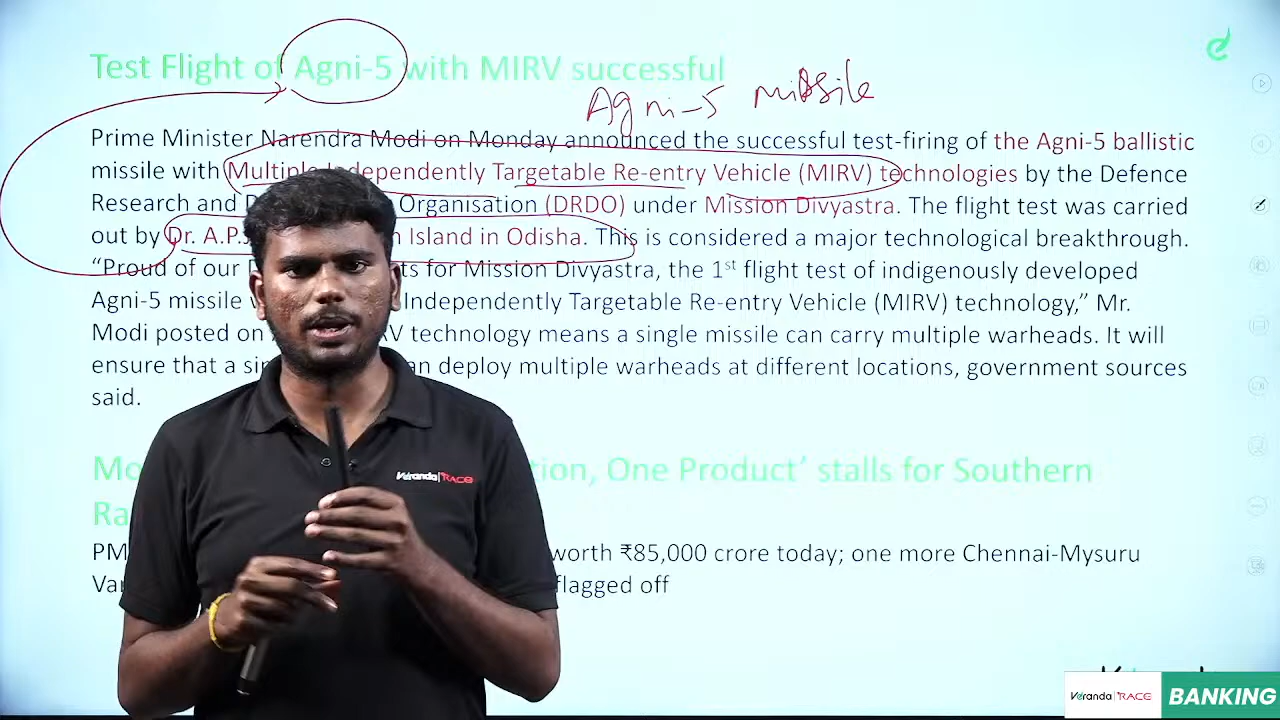 Test Flight of Agni-5 with MIRV successful
Agni-5 missile
Prime Minister Narendra Modi on Monday announced the successful test-firing of the Agni-5 ballistic
missile with Multiple Independently Targetable Re-entry Vehicle (MIRV) technologies by the Defence
Research and Organisation (DRDO) under Mission Divyastra. The flight test was carried
out by Dr. A.P.J Island in Odisha. This is considered a major technological breakthrough.
“Proud of our for Mission Divyastra, the 1st flight test of indigenously developed
Agni-5 missile Independently Targetable Re-entry Vehicle (MIRV) technology,” Mr.
Modi posted on technology means a single missile can carry multiple warheads. It will
ensure that a deploy multiple warheads at different locations, government sources
said.
One Product’ stalls for Southern
PM worth ₹85,000 crore today; one more Chennai-Mysuru
flagged off
Veranda RACE
Veranda RACE BANKING